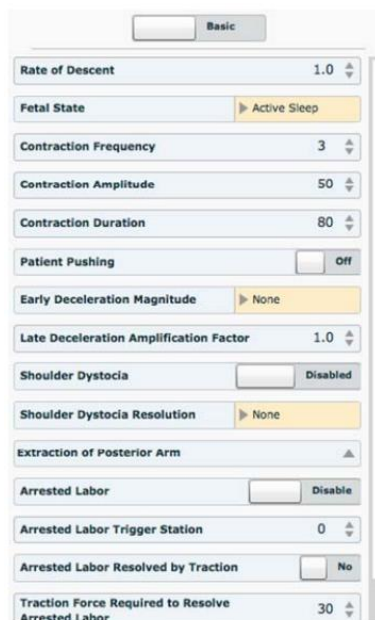 Basic
Rate of Descent 1.0
Fetal State Active Sleep
Contraction Frequency 3
Contraction Amplitude 50
Contraction Duration 80
Patient Pushing Off
Early Deceleration Magnitude None
Late Deceleration Amplification Factor 1.0
Shoulder Dystocia Disabled
Shoulder Dystocia Resolution None
Extraction of Posterior Arm
Arrested Labor Disable
Arrested Labor Trigger Station 0
Arrested Labor Resolved by Traction No
Traction Force Required to Resolve
Arrested Labor 30